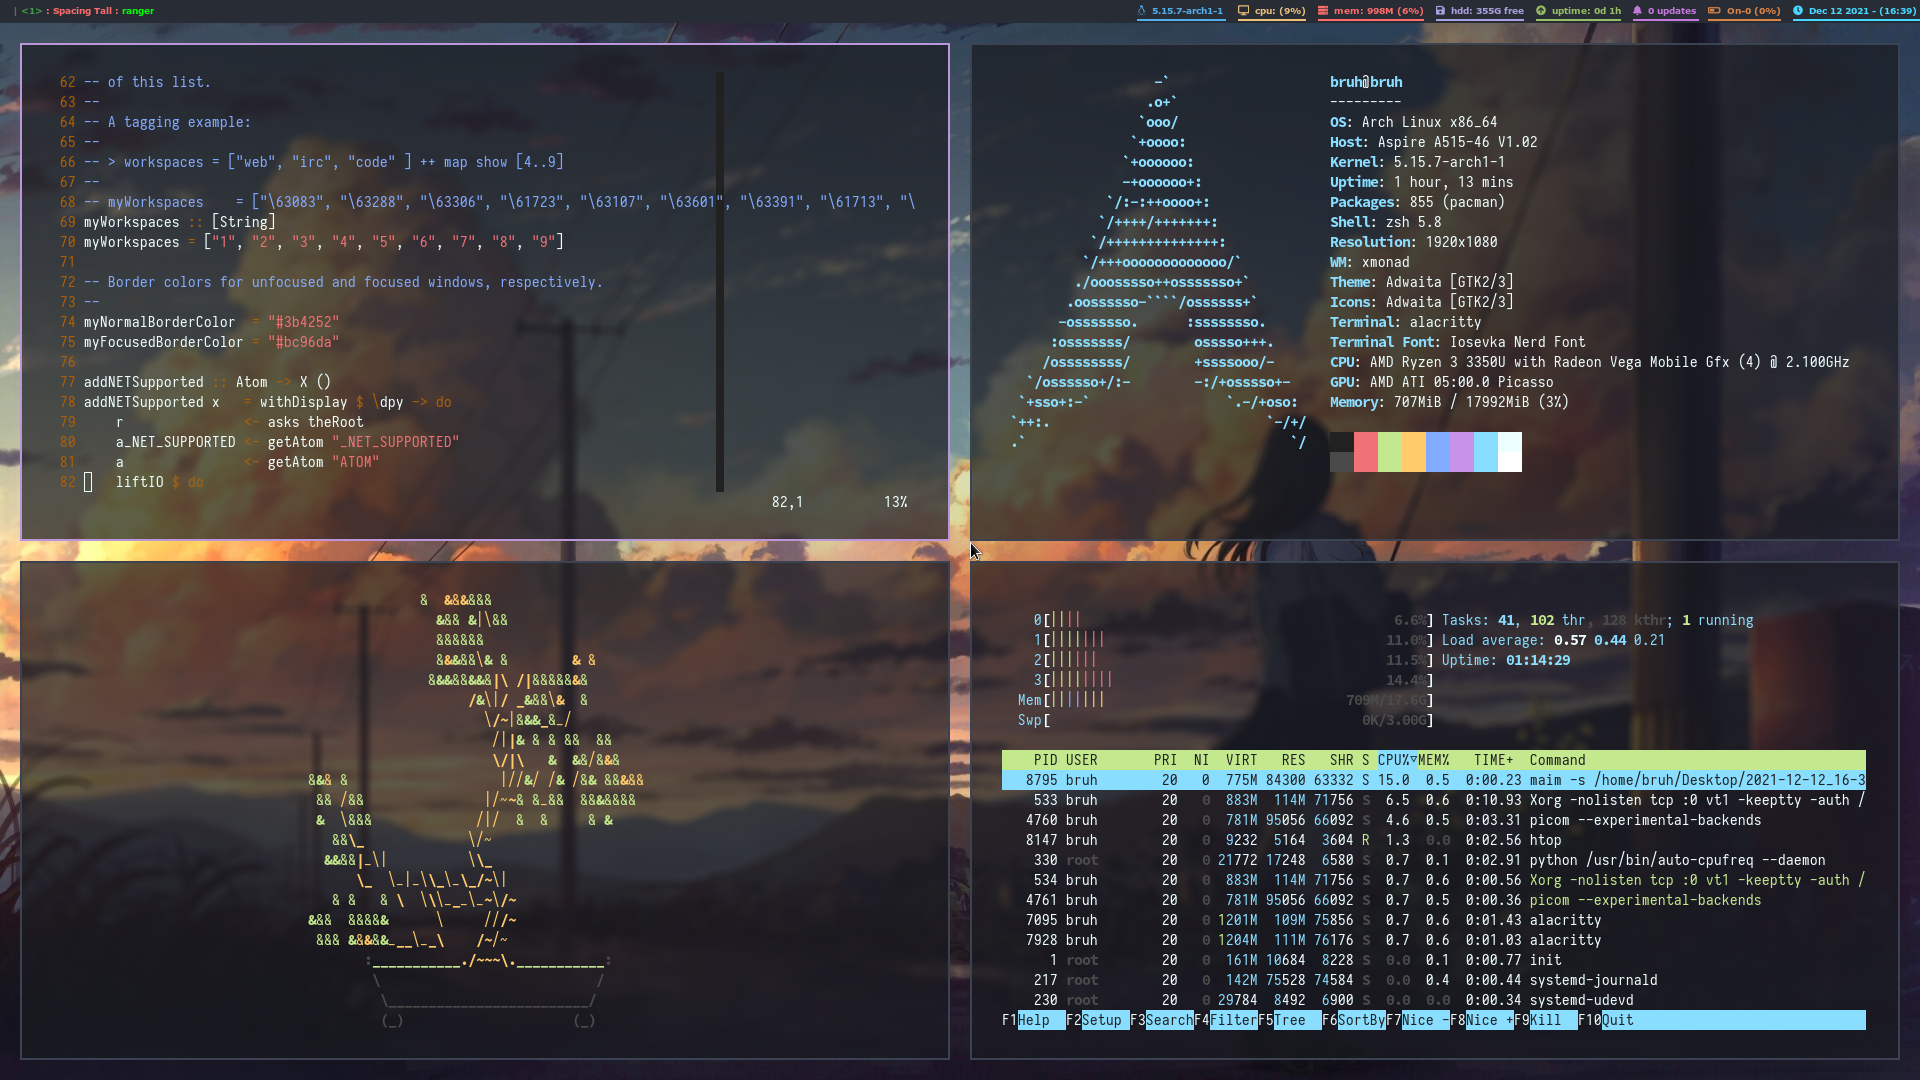 | <1> : Spacing Tall : ranger
5.15.7-arch1-1 cpu: (9%) mem: 998M (6%) hdd: 355G free uptime: 0d 1h 0 updates On-0 (0%) Dec 12 2021 - (16:39)
62 -- of this list.
63 --
64 -- A tagging example:
65 --
66 -- > workspaces = ["web", "irc", "code" ] ++ map show [4..9]
67 --
68 -- myWorkspaces    = ["\63083", "\63288", "\63306", "\61723", "\63107", "\63601", "\63391", "\61713", "\
69 myWorkspaces :: [String]
70 myWorkspaces = ["1", "2", "3", "4", "5", "6", "7", "8", "9"]
71
72 -- Border colors for unfocused and focused windows, respectively.
73 --
74 myNormalBorderColor  = "#3b4252"
75 myFocusedBorderColor = "#bc96da"
76
77 addNETSupported :: Atom -> X ()
78 addNETSupported x   = withDisplay $ \dpy -> do
79     r               <- asks theRoot
80     a_NET_SUPPORTED <- getAtom "_NET_SUPPORTED"
81     a               <- getAtom "ATOM"
82     liftIO $ do
82,1          13%
bruh@bruh
---------
OS: Arch Linux x86_64
Host: Aspire A515-46 V1.02
Kernel: 5.15.7-arch1-1
Uptime: 1 hour, 13 mins
Packages: 855 (pacman)
Shell: zsh 5.8
Resolution: 1920x1080
WM: xmonad
Theme: Adwaita [GTK2/3]
Icons: Adwaita [GTK2/3]
Terminal: alacritty
Terminal Font: Iosevka Nerd Font
CPU: AMD Ryzen 3 3350U with Radeon Vega Mobile Gfx (4) @ 2.100GHz
GPU: AMD ATI 05:00.0 Picasso
Memory: 707MiB / 17992MiB (3%)
0[|||| 6.6%] Tasks: 41, 102 thr, 128 kthr; 1 running
1[||||||| 11.0%] Load average: 0.57 0.44 0.21
2[|||||| 11.5%] Uptime: 01:14:29
3[|||||||| 14.4%]
Mem[||||||| 709M/17.6G]
Swp[ 0K/3.00G]
PID USER PRI NI VIRT RES SHR S CPU%▽MEM% TIME+ Command
8795 bruh 20 0 775M 84300 63332 S 15.0 0.5 0:00.23 maim -s /home/bruh/Desktop/2021-12-12_16-3
533 bruh 20 0 883M 114M 71756 S 6.5 0.6 0:10.93 Xorg -nolisten tcp :0 vt1 -keeptty -auth /
4760 bruh 20 0 781M 95056 66092 S 4.6 0.5 0:03.31 picom --experimental-backends
8147 bruh 20 0 9232 5164 3604 R 1.3 0.0 0:02.56 htop
330 root 20 0 21772 17248 6580 S 0.7 0.1 0:02.91 python /usr/bin/auto-cpufreq --daemon
534 bruh 20 0 883M 114M 71756 S 0.7 0.6 0:00.56 Xorg -nolisten tcp :0 vt1 -keeptty -auth /
4761 bruh 20 0 781M 95056 66092 S 0.7 0.5 0:00.36 picom --experimental-backends
7095 bruh 20 0 1201M 109M 75856 S 0.7 0.6 0:01.43 alacritty
7928 bruh 20 0 1204M 111M 76176 S 0.7 0.6 0:01.03 alacritty
1 root 20 0 161M 10684 8228 S 0.0 0.1 0:00.77 init
217 root 20 0 142M 75528 74584 S 0.0 0.4 0:00.44 systemd-journald
230 root 20 0 29784 8492 6900 S 0.0 0.0 0:00.34 systemd-udevd
F1Help F2Setup F3SearchF4FilterF5Tree F6SortByF7Nice -F8Nice +F9Kill F10Quit